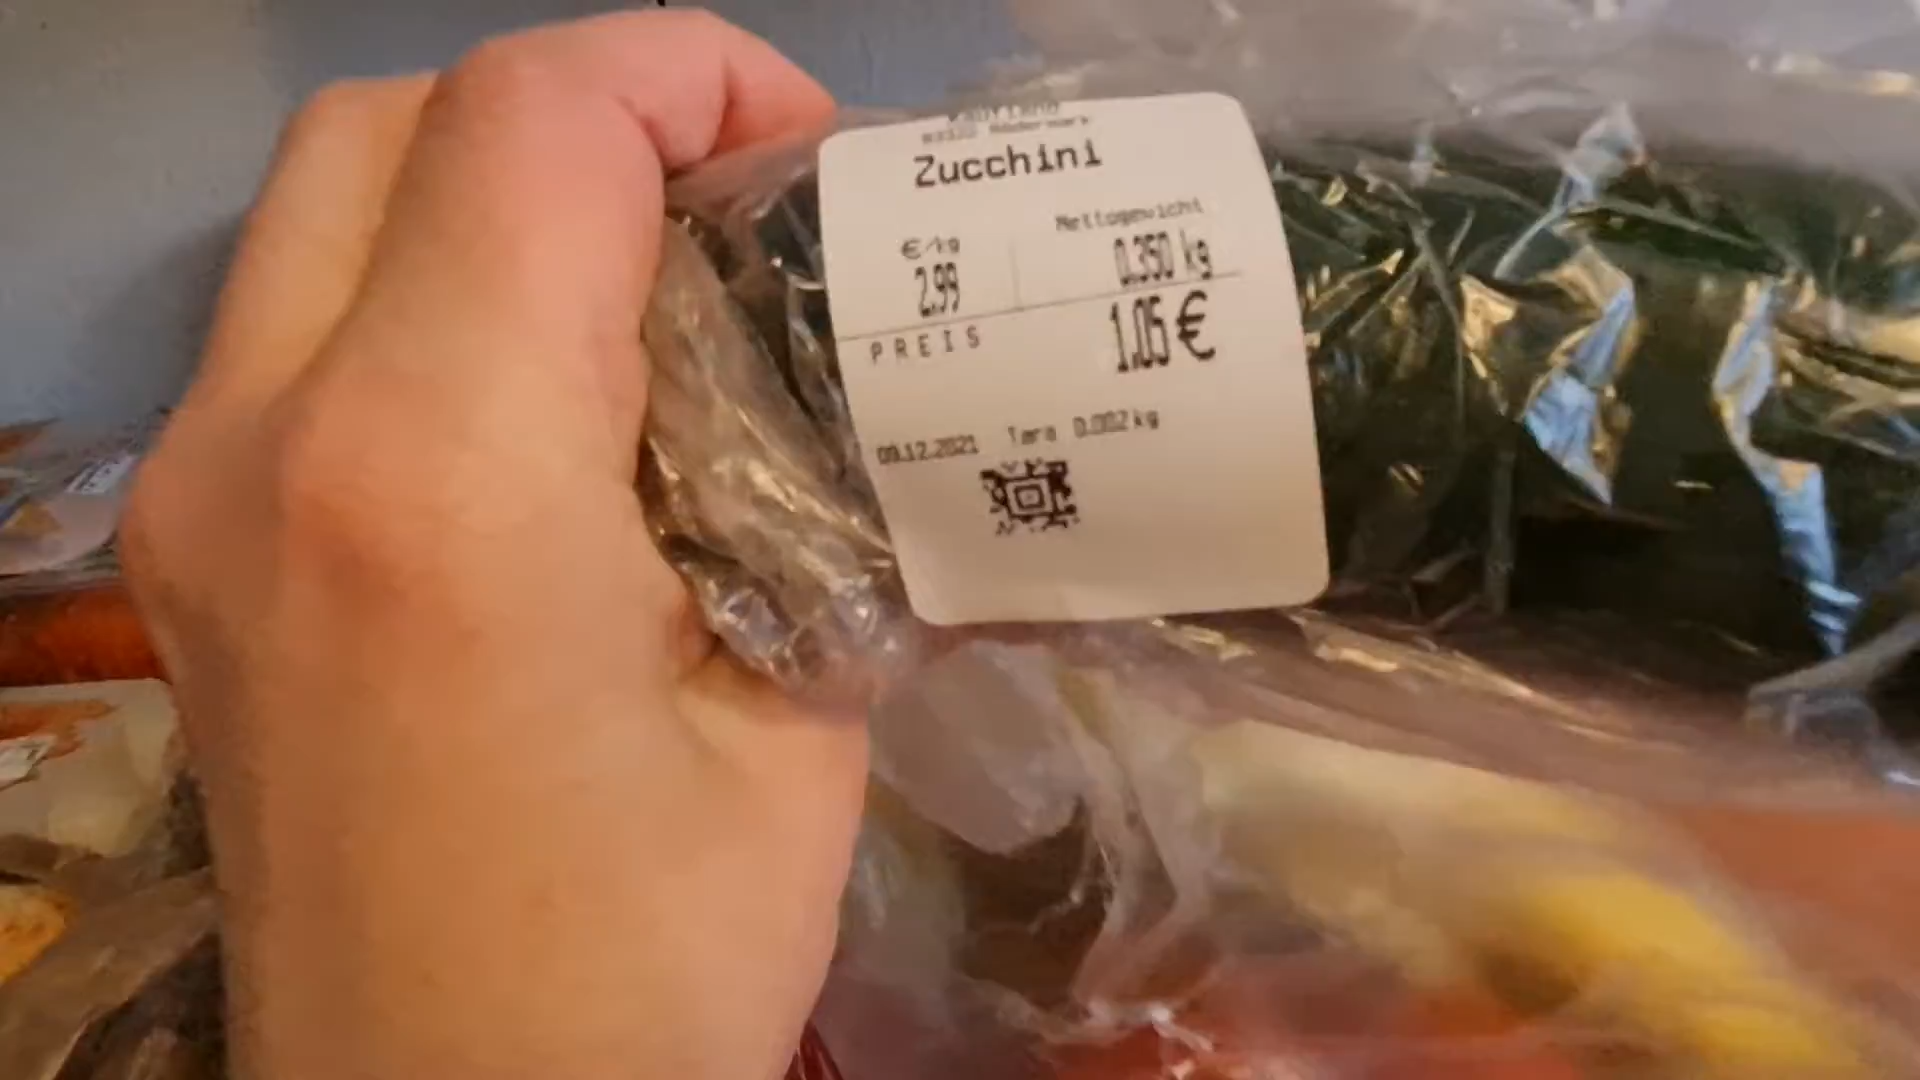 Zucchini
Nettogewicht
€/kg
0.350 kg
2.99
PREIS
1.05 €
09.12.2021 Tara 0.002 kg